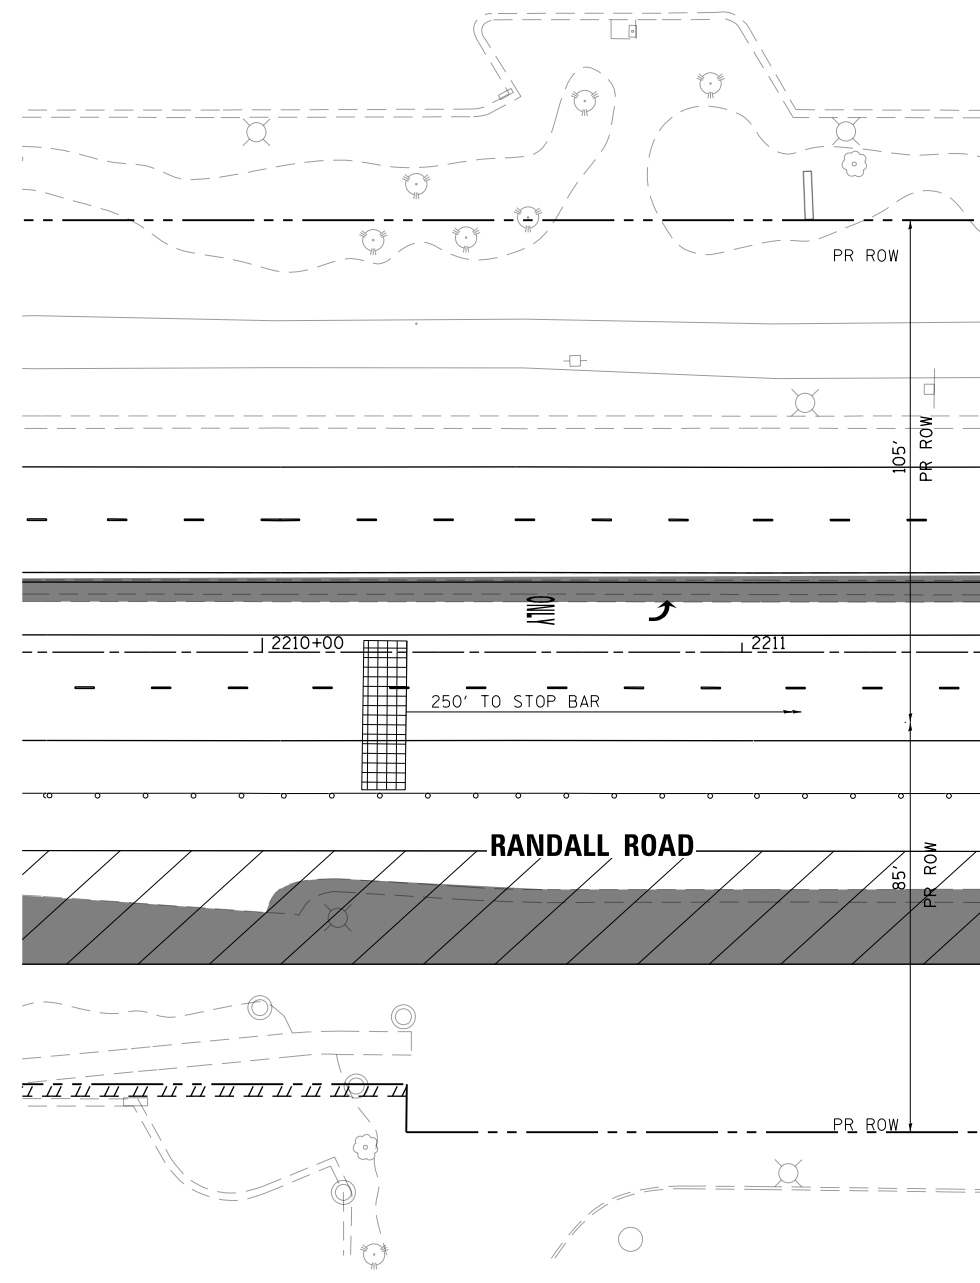 PR ROW
105'
PR ROW
ONLY
2210+00
2211
250' TO STOP BAR
RANDALL ROAD
85'
PR ROW
PR ROW